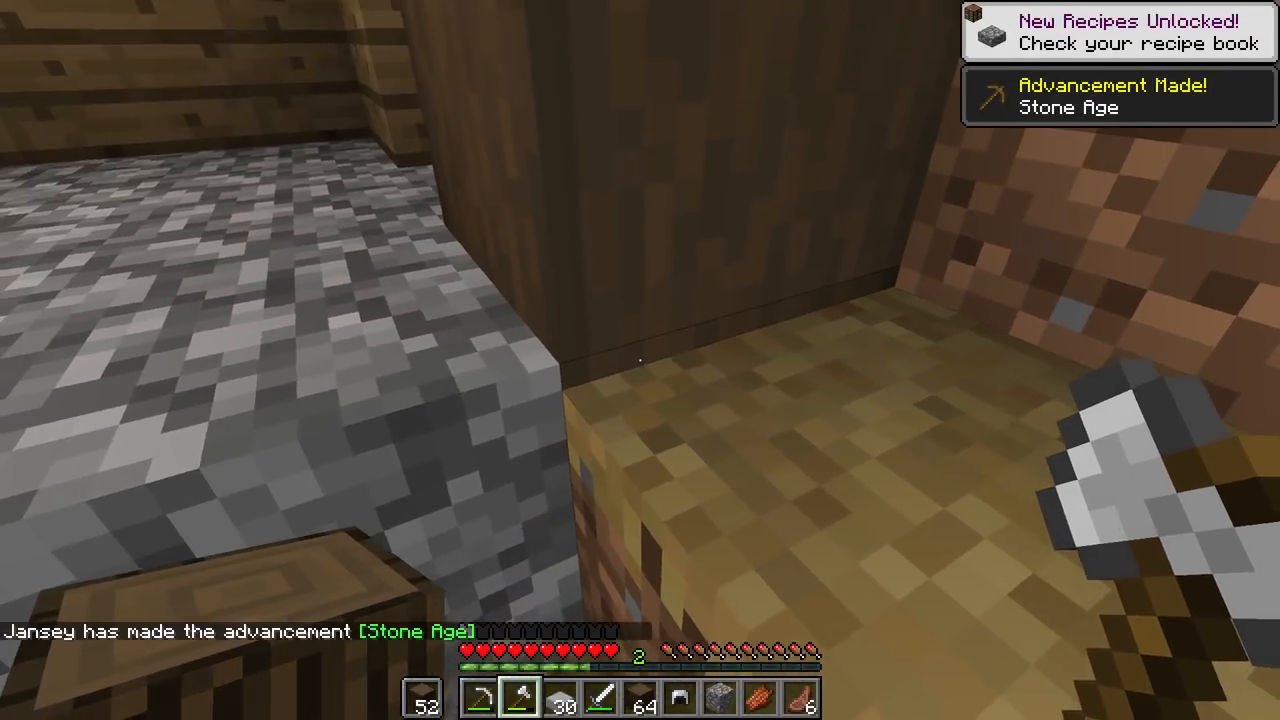 New Recipes Unlocked!
Check your recipe book
Advancement Made!
Stone Age
Jansey has made the advancement [Stone Age]
2
52
30
64
6